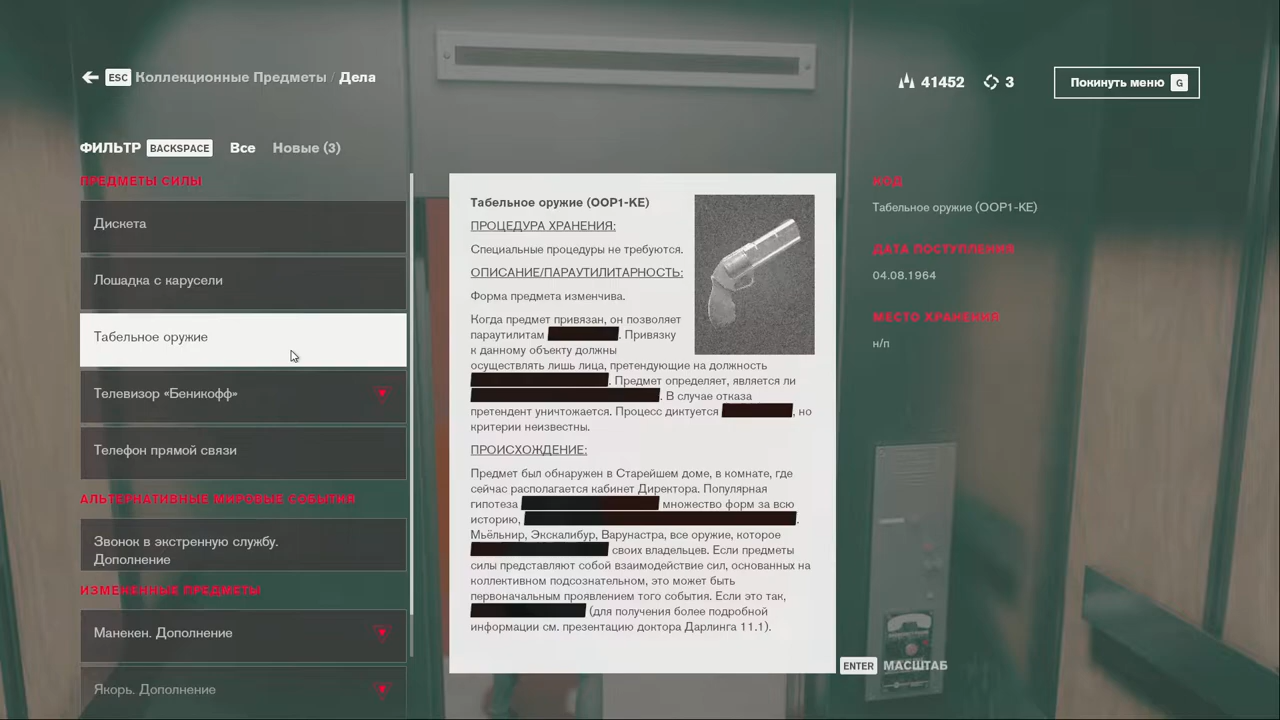 ESC Коллекционные Предметы / Дела
41452 3 Покинуть меню G
ФИЛЬТР BACKSPACE Все Новые (3)
ПРЕДМЕТЫ СИЛЫ
Дискета
Лошадка с карусели
Табельное оружие
Телевизор «Беникофф»
Телефон прямой связи
АЛЬТЕРНАТИВНЫЕ МИРОВЫЕ СОБЫТИЯ
Звонок в экстренную службу.
Дополнение
ИЗМЕНЕННЫЕ ПРЕДМЕТЫ
Манекен. Дополнение
Якорь. Дополнение
Табельное оружие (OOP1-KE)
ПРОЦЕДУРА ХРАНЕНИЯ:
Специальные процедуры не требуются.
ОПИСАНИЕ/ПАРАУТИЛИТАРНОСТЬ:
Форма предмета изменчива.
Когда предмет привязан, он позволяет
параутилитам . Привязку
к данному объекту должны
осуществлять лишь лица, претендующие на должность
. Предмет определяет, является ли
. В случае отказа
претендент уничтожается. Процесс диктуется , но
критерии неизвестны.
ПРОИСХОЖДЕНИЕ:
Предмет был обнаружен в Старейшем доме, в комнате, где
сейчас располагается кабинет Директора. Популярная
гипотеза множество форм за всю
историю, .
Мьёльнир, Экскалибур, Варунастра, все оружие, которое
своих владельцев. Если предметы
силы представляют собой взаимодействие сил, основанных на
коллективном подсознательном, это может быть
первоначальным проявлением того события. Если это так,
(для получения более подробной
информации см. презентацию доктора Дарлинга 11.1).
КОД
Табельное оружие (OOP1-KE)
ДАТА ПОСТУПЛЕНИЯ
04.08.1964
МЕСТО ХРАНЕНИЯ
н/п
ENTER МАСШТАБ